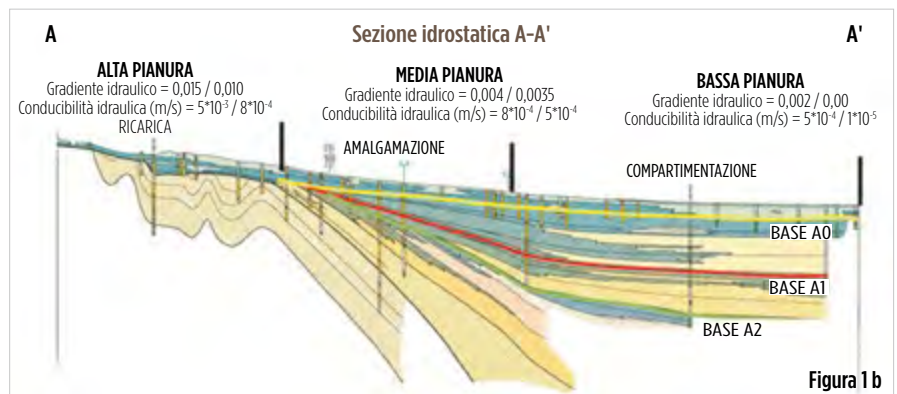 A
Sezione idrostatica A-A'
A'
ALTA PIANURA
Gradiente idraulico = 0,015 / 0,010
Conducibilità idraulica (m/s) = 5*10⁻³ / 8*10⁻⁴
RICARICA
MEDIA PIANURA
Gradiente idraulico = 0,004 / 0,0035
Conducibilità idraulica (m/s) = 8*10⁻⁴ / 5*10⁻⁴
AMALGAMAZIONE
BASSA PIANURA
Gradiente idraulico = 0,002 / 0,00
Conducibilità idraulica (m/s) = 5*10⁻⁴ / 1*10⁻⁵
COMPARTIMENTAZIONE
BASE A0
BASE A1
BASE A2
Figura 1 b